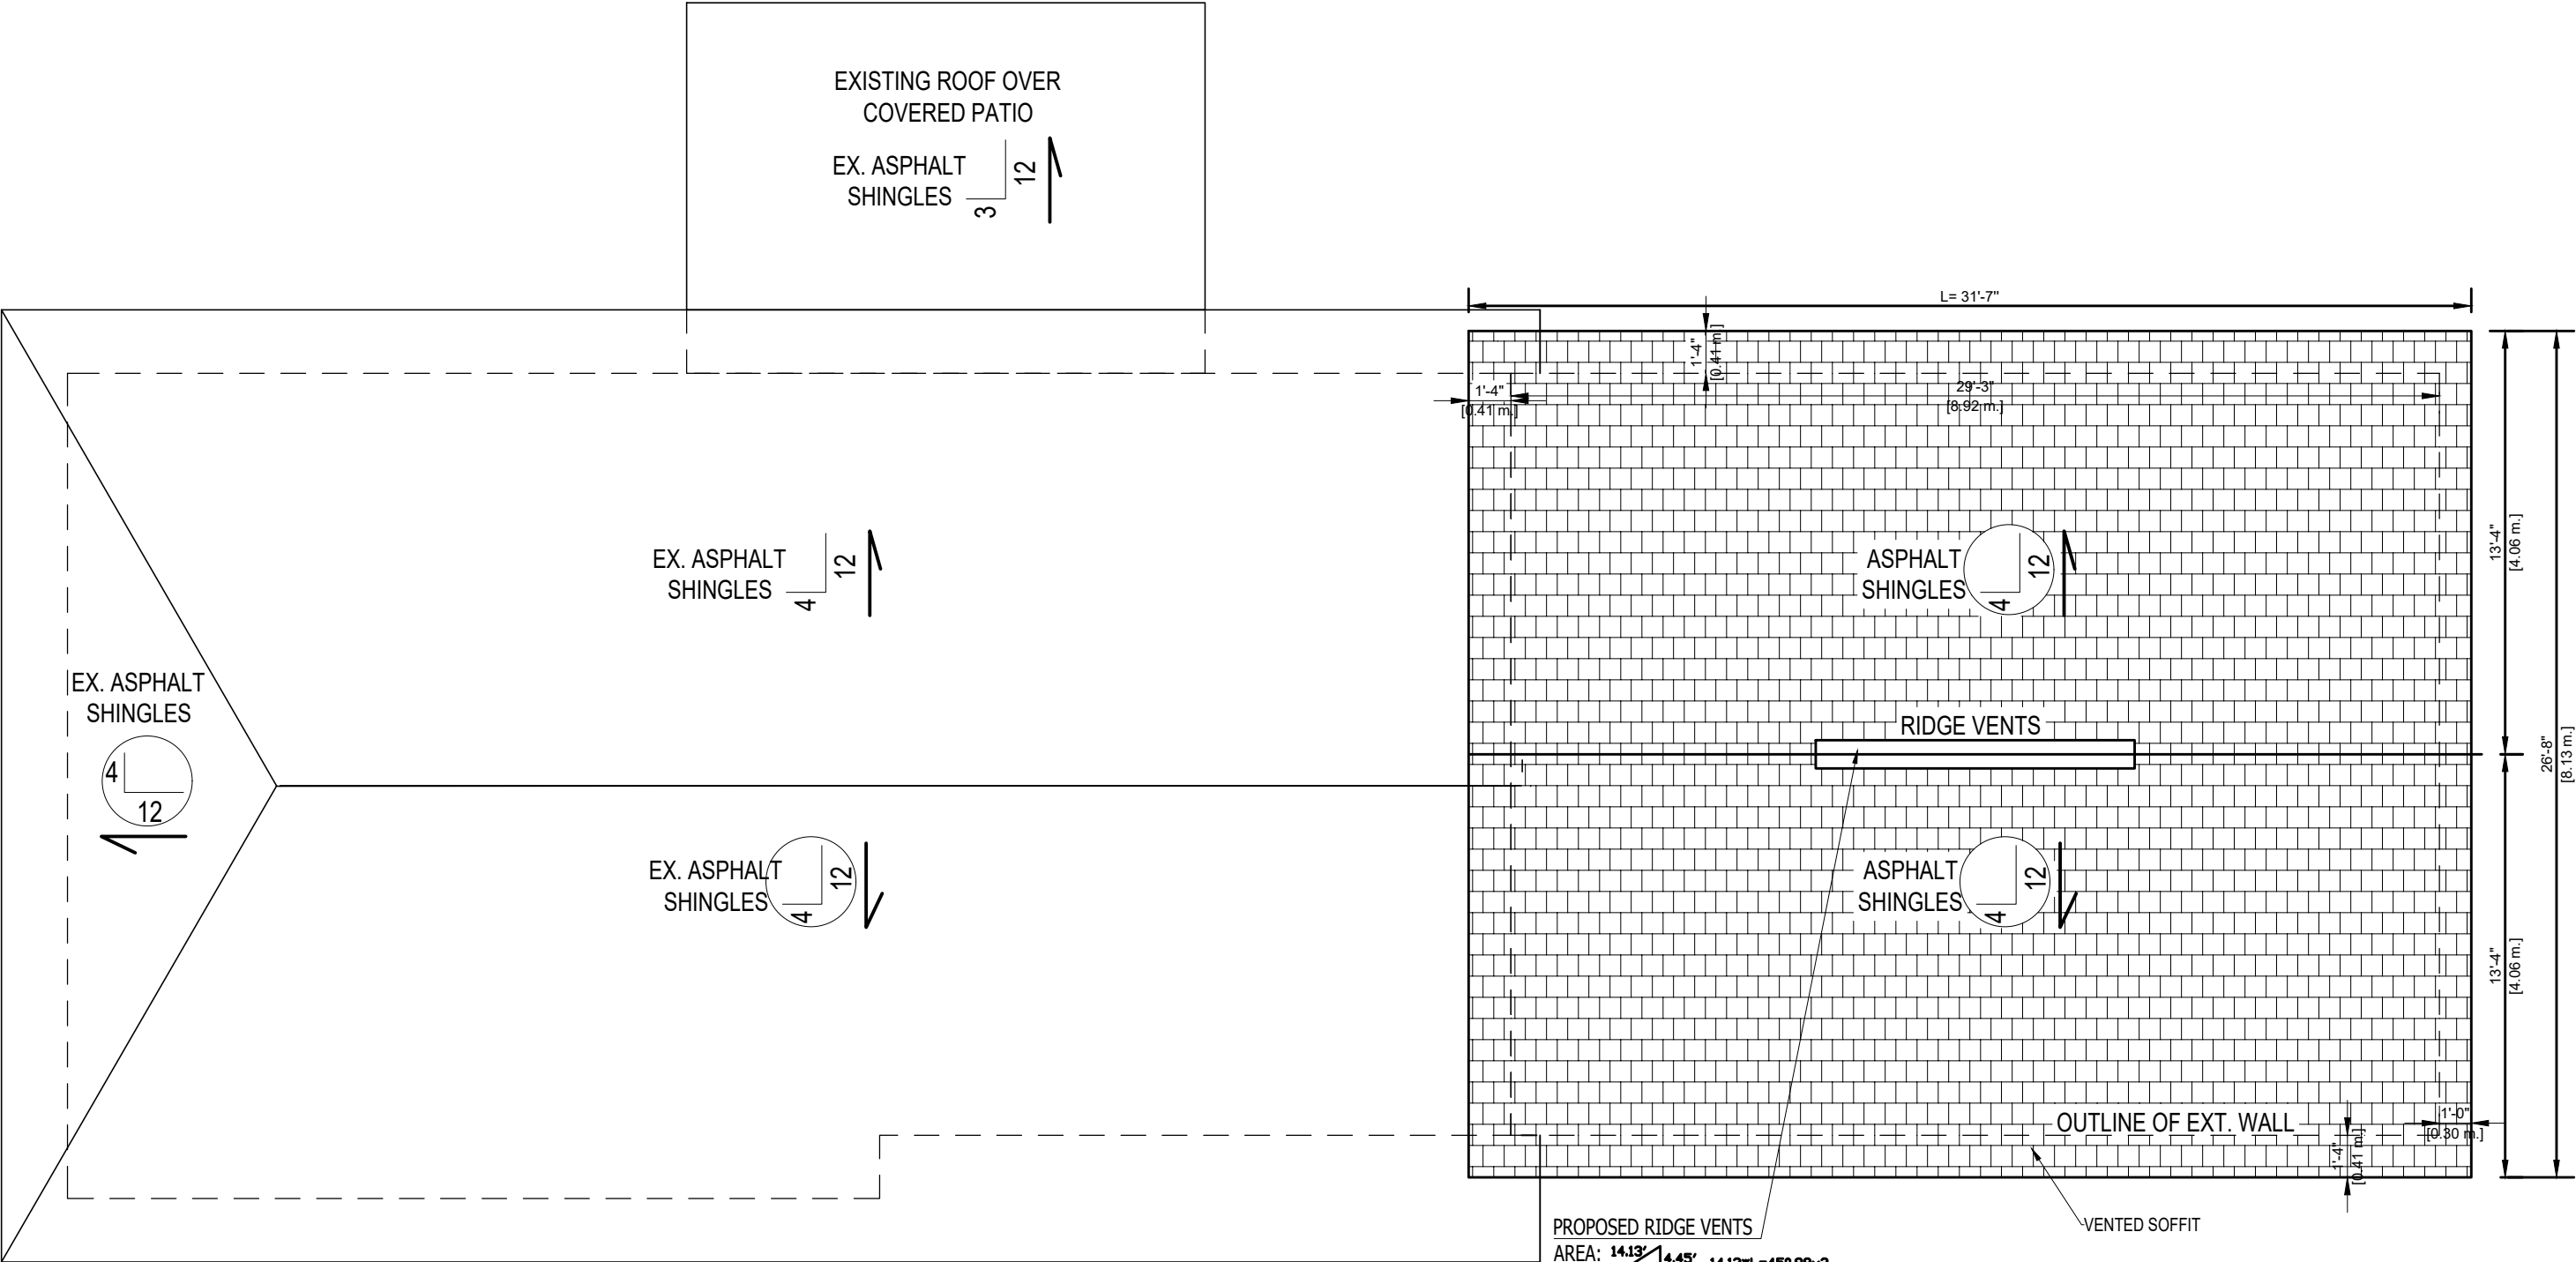 EXISTING ROOF OVER
COVERED PATIO
EX. ASPHALT
SHINGLES
3
12
L= 31'-7"
1'-4"
[0.41 m.]
1'-4"
[0.41 m.]
29'-3"
[8.92 m.]
EX. ASPHALT
SHINGLES
4
12
ASPHALT
SHINGLES
4
12
13'-4"
[4.06 m.]
26'-8"
[8.13 m.]
EX. ASPHALT
SHINGLES
4
12
RIDGE VENTS
EX. ASPHALT
SHINGLES
4
12
ASPHALT
SHINGLES
4
12
13'-4"
[4.06 m.]
OUTLINE OF EXT. WALL
1'-0"
[0.30 m.]
1'-4"
[0.41 m.]
PROPOSED RIDGE VENTS
VENTED SOFFIT
AREA: 14.13' 4.45'